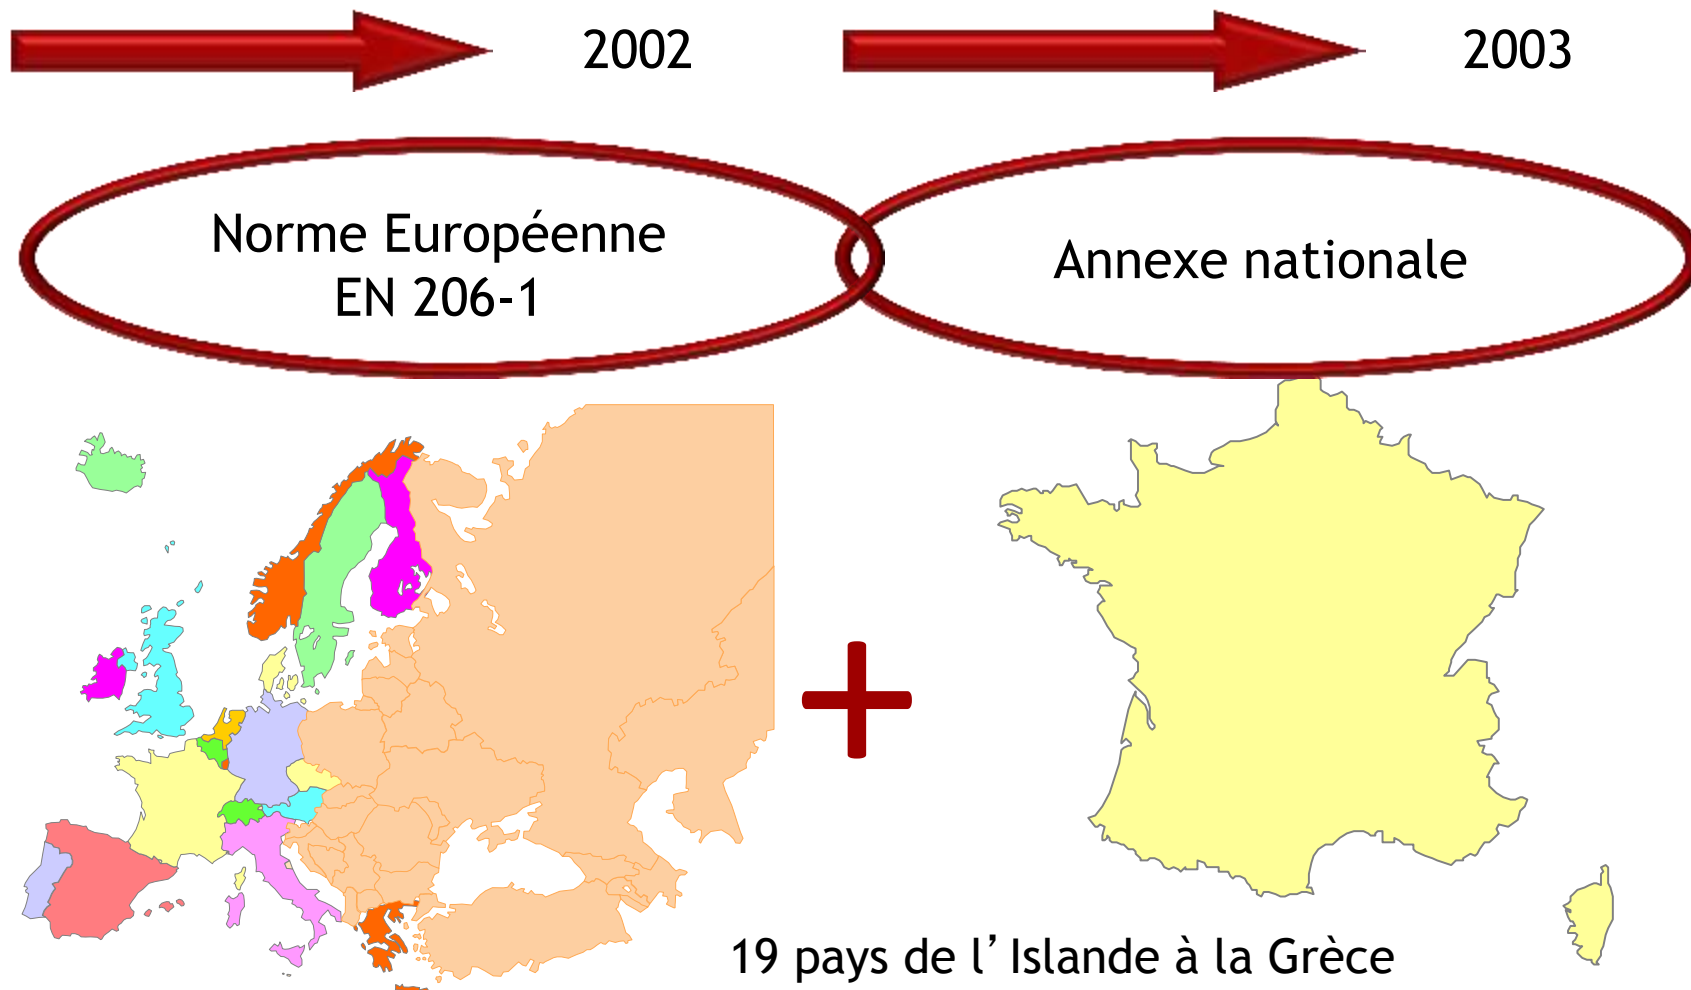 2002
2003
Norme Européenne
EN 206-1
Annexe nationale
19 pays de l’Islande à la Grèce